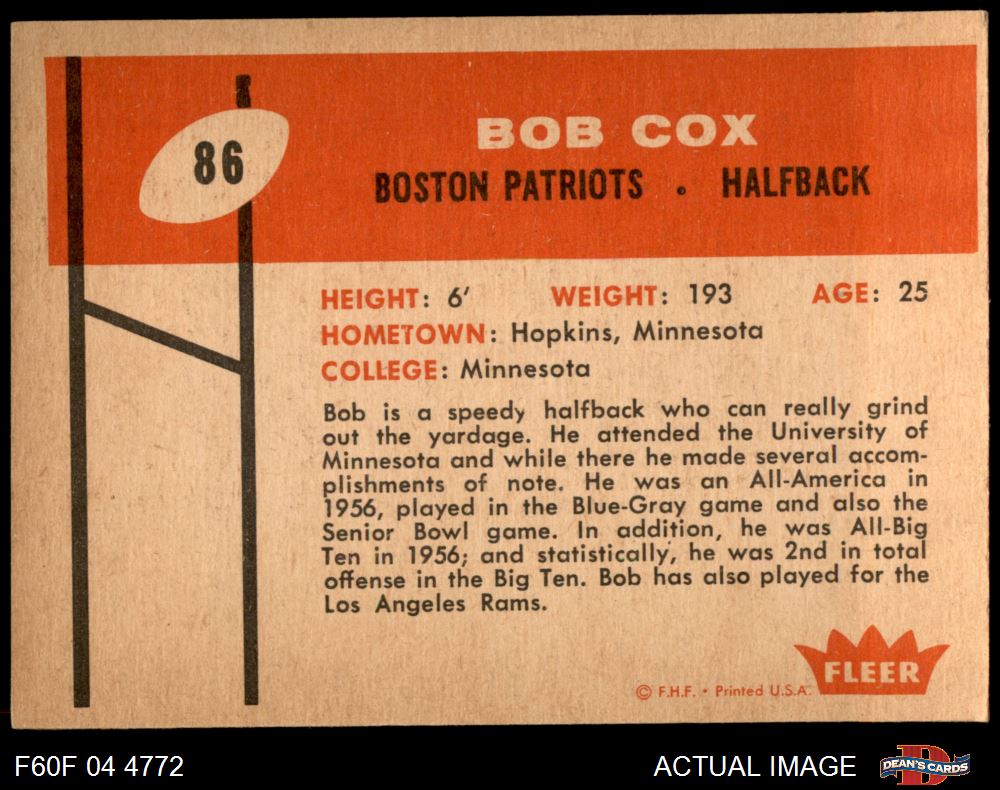 86
BOB COX
BOSTON PATRIOTS • HALFBACK
HEIGHT: 6' WEIGHT: 193 AGE: 25
HOMETOWN: Hopkins, Minnesota
COLLEGE: Minnesota
Bob is a speedy halfback who can really grind
out the yardage. He attended the University of
Minnesota and while there he made several accom-
plishments of note. He was an All-America in
1956, played in the Blue-Gray game and also the
Senior Bowl game. In addition, he was All-Big
Ten in 1956; and statistically, he was 2nd in total
offense in the Big Ten. Bob has also played for the
Los Angeles Rams.
FLEER
© F.H.F. • Printed U.S.A.
F60F 04 4772 ACTUAL IMAGE D DEAN'S CARDS